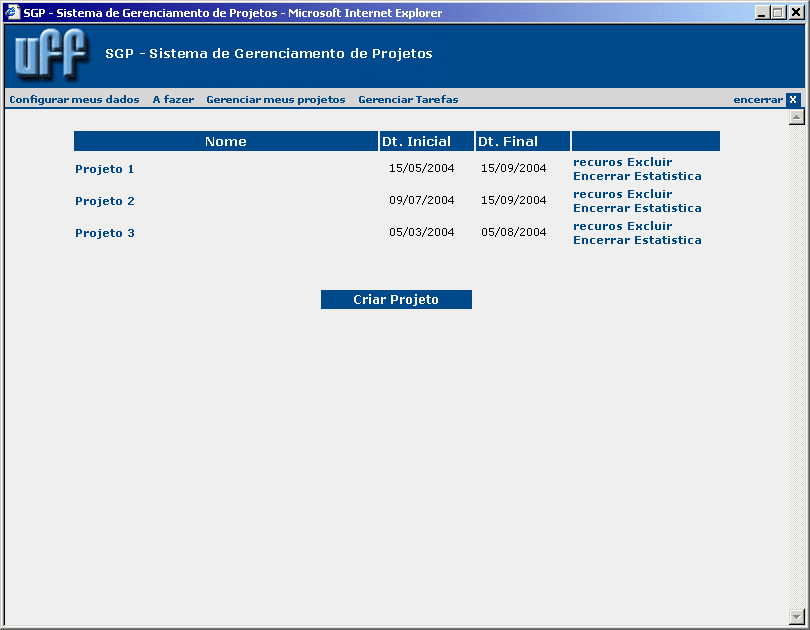 SGP - Sistema de Gerenciamento de Projetos - Microsoft Internet Explorer
uff SGP - Sistema de Gerenciamento de Projetos
Configurar meus dados A fazer Gerenciar meus projetos Gerenciar Tarefas encerrar X
Nome Dt. Inicial Dt. Final
Projeto 1 15/05/2004 15/09/2004 recuros Excluir
Encerrar Estatistica
Projeto 2 09/07/2004 15/09/2004 recuros Excluir
Encerrar Estatistica
Projeto 3 05/03/2004 05/08/2004 recuros Excluir
Encerrar Estatistica
Criar Projeto